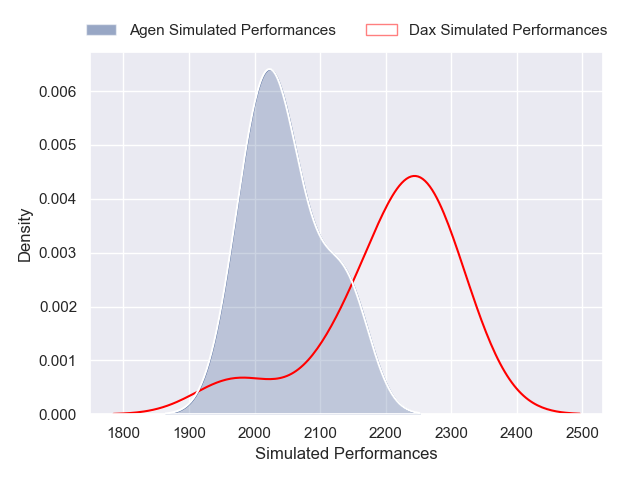 Agen Simulated Performances
Dax Simulated Performances
0.006
0.005
0.004
0.003
0.002
0.001
0.000
Density
1800 1900 2000 2100 2200 2300 2400 2500
Simulated Performances